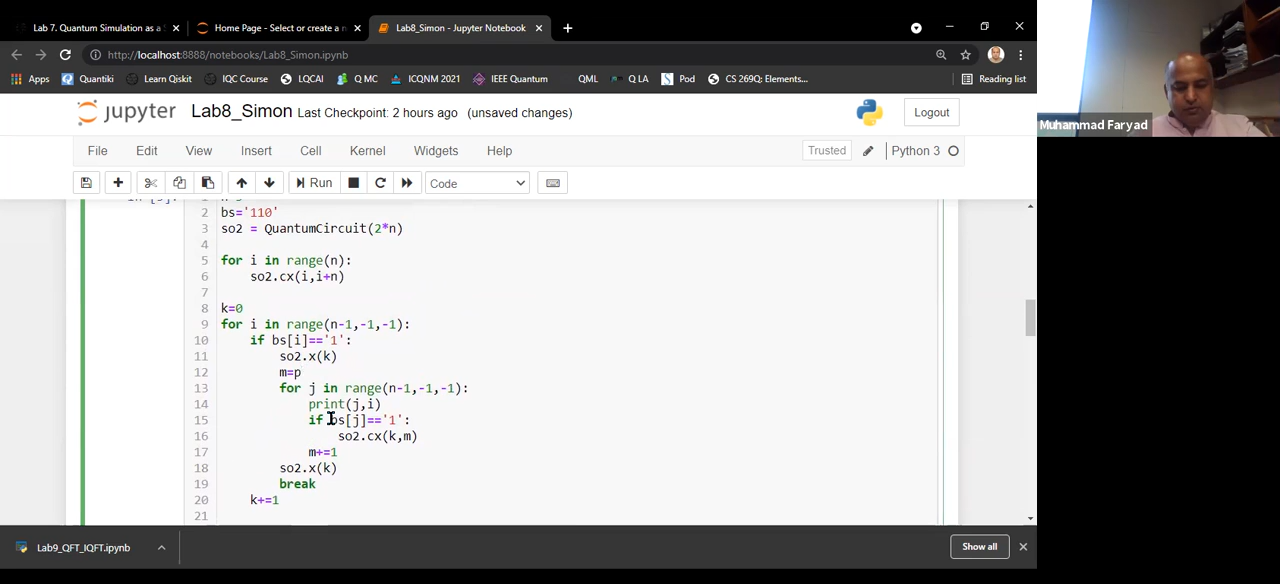 Lab 7. Quantum Simulation as a
Home Page - Select or create a n
Lab8_Simon - Jupyter Notebook
http://localhost:8888/notebooks/Lab8_Simon.ipynb
Apps Quantiki Learn Qiskit IQC Course LQCAI Q MC ICQNM 2021 IEEE Quantum QML Q LA Pod CS 269Q: Elements... Reading list
jupyter Lab8_Simon Last Checkpoint: 2 hours ago (unsaved changes) Logout
File Edit View Insert Cell Kernel Widgets Help Trusted Python 3
Run Code
2 bs='110'
3 so2 = QuantumCircuit(2*n)
4
5 for i in range(n):
6 so2.cx(i,i+n)
7
8 k=0
9 for i in range(n-1,-1,-1):
10 if bs[i]=='1':
11 so2.x(k)
12 m=p
13 for j in range(n-1,-1,-1):
14 print(j,i)
15 if bs[j]=='1':
16 so2.cx(k,m)
17 m+=1
18 so2.x(k)
19 break
20 k+=1
21
Lab9_QFT_IQFT.ipynb
Show all
Muhammad Faryad